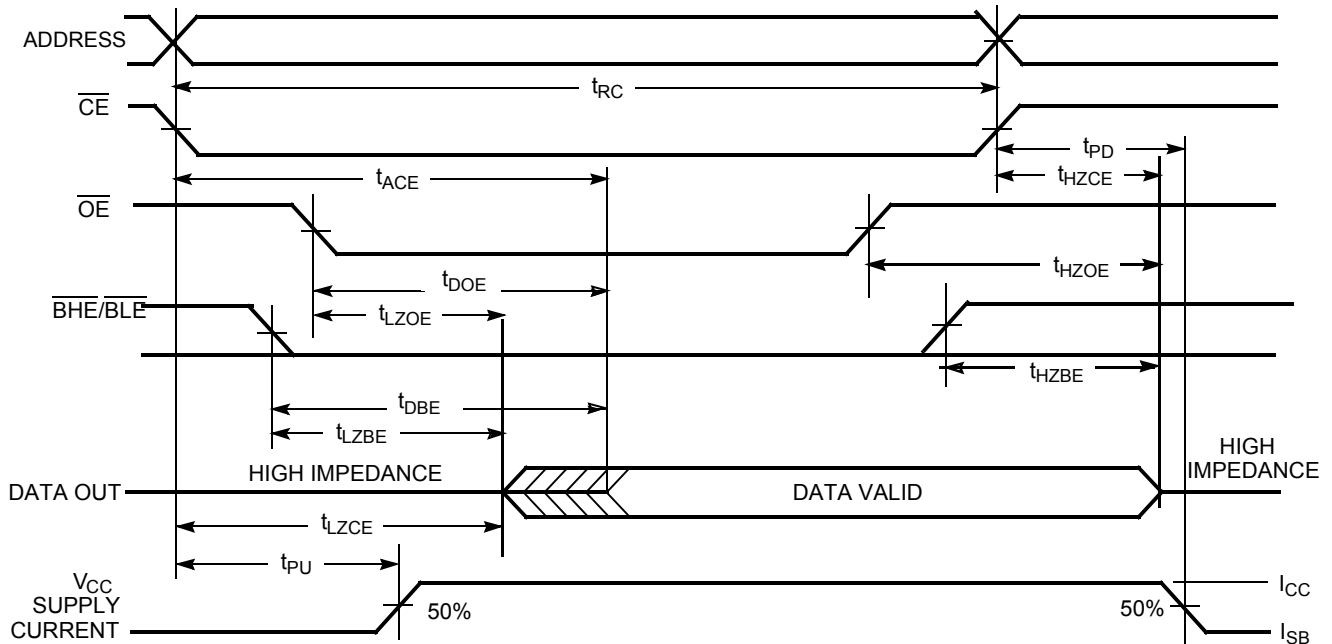 ADDRESS
tRC
CE
tPD
tACE
tHZCE
OE
tHZOE
tDOE
BHE/BLE
tLZOE
tHZBE
tDBE
tLZBE
HIGH IMPEDANCE
HIGH
IMPEDANCE
DATA OUT
DATA VALID
tLZCE
tPU
VCC
SUPPLY
CURRENT
50%
50%
ICC
ISB